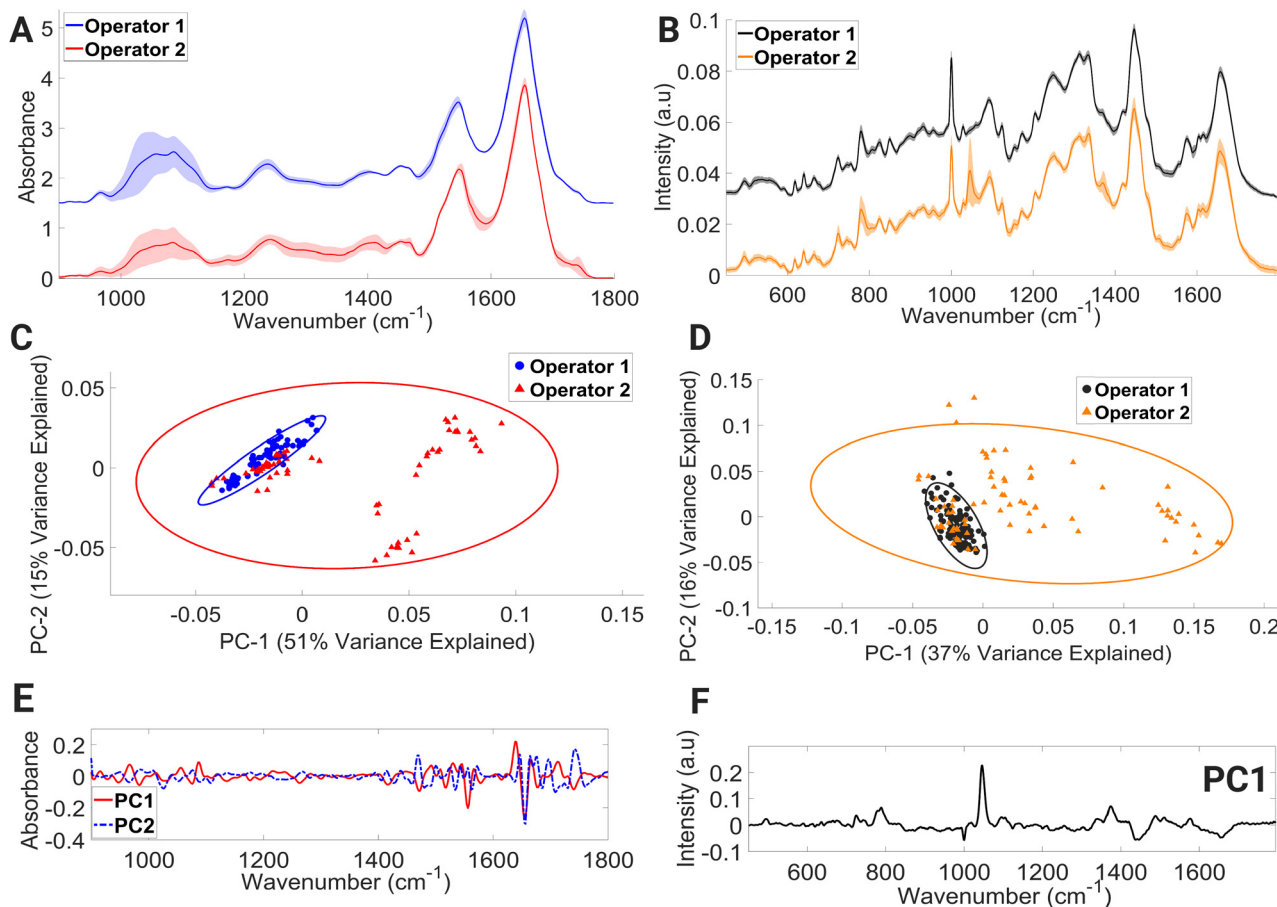 A
Operator 1
Operator 2
5
4
3
2
1
0
Absorbance
1000 1200 1400 1600 1800
Wavenumber (cm-1)
B
Operator 1
Operator 2
0.1
0.08
0.06
0.04
0.02
0
Intensity (a.u)
600 800 1000 1200 1400 1600
Wavenumber (cm-1)
C
Operator 1
Operator 2
0.05
0
-0.05
PC-2 (15% Variance Explained)
-0.05 0 0.05 0.1 0.15
PC-1 (51% Variance Explained)
D
Operator 1
Operator 2
0.15
0.1
0.05
0
-0.05
-0.1
PC-2 (16% Variance Explained)
-0.15 -0.1 -0.05 0 0.05 0.1 0.15 0.2
PC-1 (37% Variance Explained)
E
0.2
0
-0.2
-0.4
Absorbance
PC1
PC2
1000 1200 1400 1600 1800
Wavenumber (cm-1)
F
PC1
0.2
0.1
0
-0.1
Intensity (a.u)
600 800 1000 1200 1400 1600
Wavenumber (cm-1)